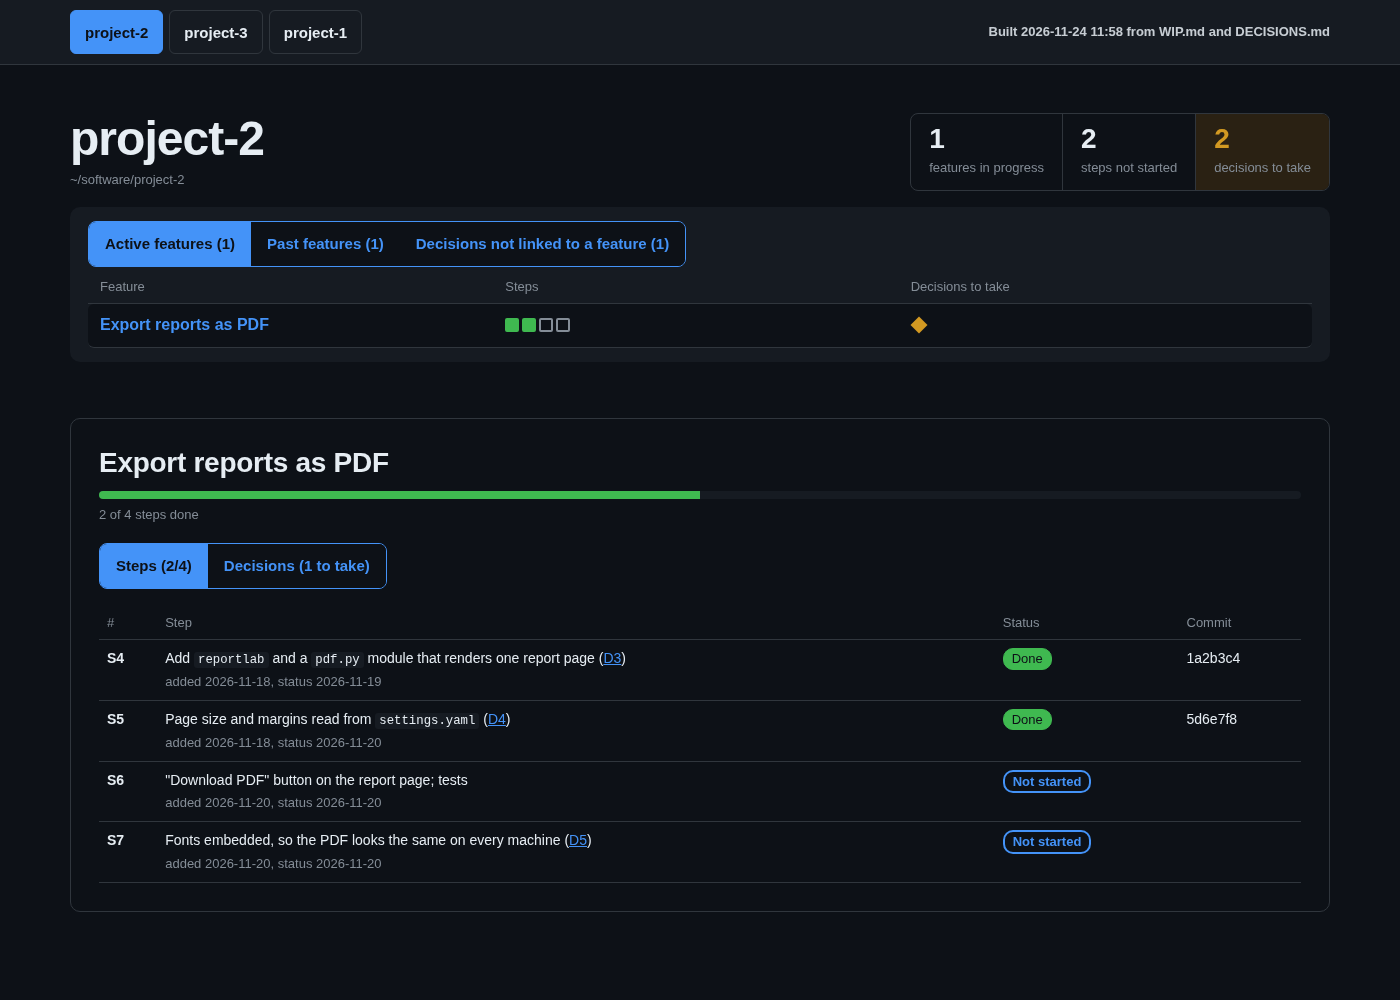 project-2 project-3 project-1 Built 2026-11-24 11:58 from WIP.md and DECISIONS.md
project-2
~/software/project-2
1 2 2
features in progress steps not started decisions to take
Active features (1) Past features (1) Decisions not linked to a feature (1)
Feature Steps Decisions to take
Export reports as PDF
Export reports as PDF
2 of 4 steps done
Steps (2/4) Decisions (1 to take)
# Step Status Commit
S4 Add reportlab and a pdf.py module that renders one report page (D3) Done 1a2b3c4
added 2026-11-18, status 2026-11-19
S5 Page size and margins read from settings.yaml (D4) Done 5d6e7f8
added 2026-11-18, status 2026-11-20
S6 "Download PDF" button on the report page; tests Not started
added 2026-11-20, status 2026-11-20
S7 Fonts embedded, so the PDF looks the same on every machine (D5) Not started
added 2026-11-20, status 2026-11-20